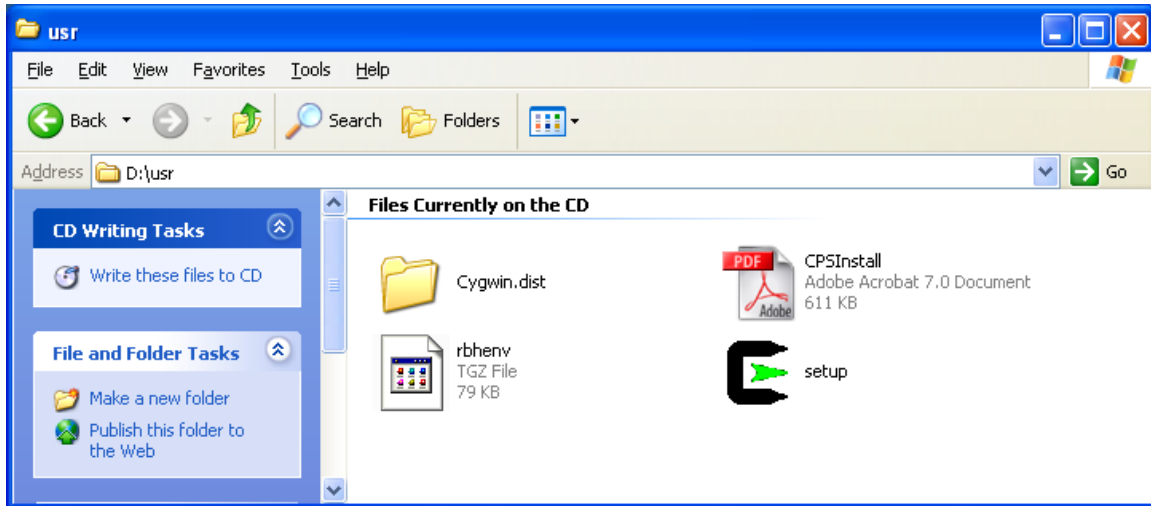 usr
File Edit View Favorites Tools Help
Back Search Folders
Address D:\usr Go
CD Writing Tasks
Write these files to CD
File and Folder Tasks
Make a new folder
Publish this folder to
the Web
Files Currently on the CD
Cygwin.dist
PDF
Adobe
CPSInstall
Adobe Acrobat 7.0 Document
611 KB
rbhenv
TGZ File
79 KB
setup